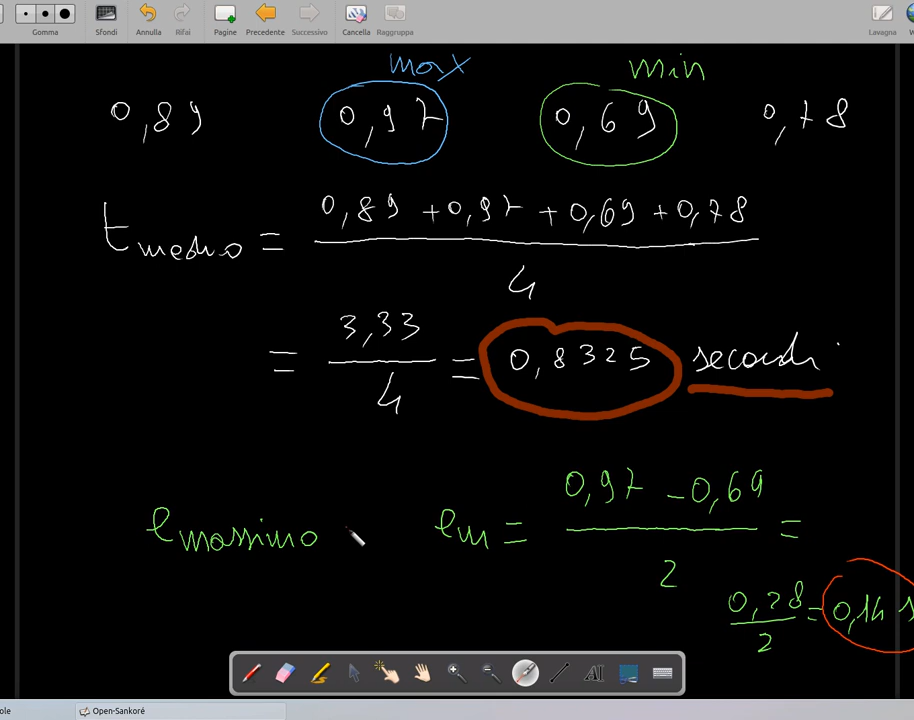 Gomma Sfondi Annulla Rifai Pagine Precedente Successivo Cancella Raggruppa Lavagna
max min
0,89 0,97 0,69 0,78
t medio = 0,89 + 0,97 + 0,69 + 0,78
4
= 3,33 / 4 = 0,8325 secondi
e massimo em = 0,97 - 0,69 / 2 =
0,28 / 2 = 0,14 s
Open-Sankoré